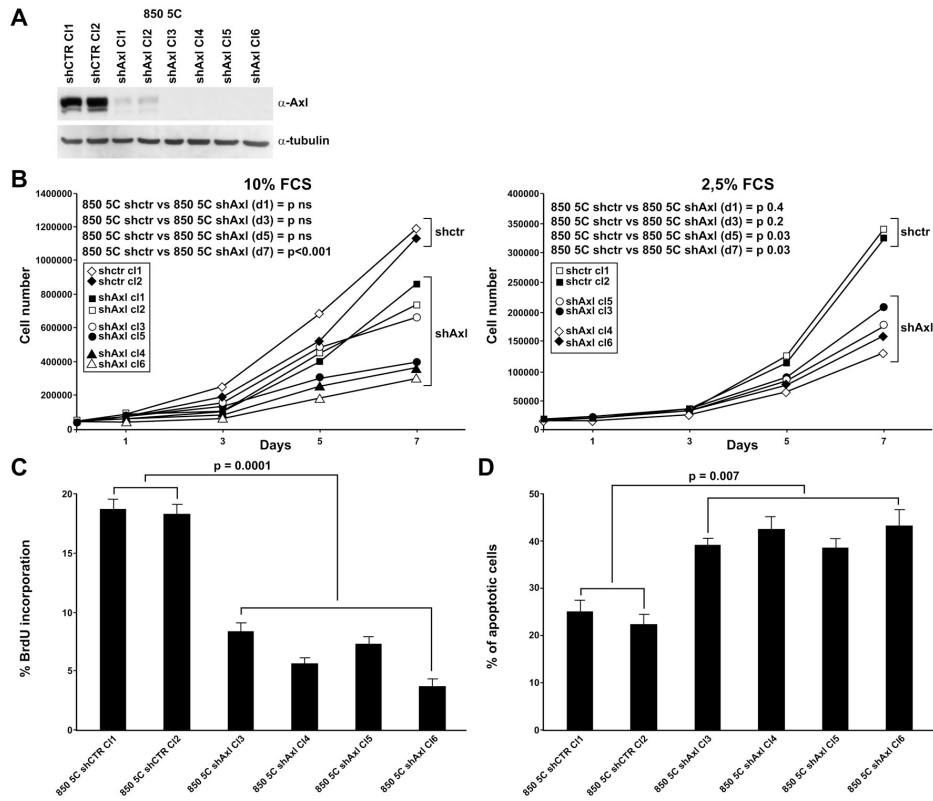 A
850 5C
shCTR Cl1
shCTR Cl2
shAxl Cl1
shAxl Cl2
shAxl Cl3
shAxl Cl4
shAxl Cl5
shAxl Cl6
α-Axl
α-tubulin
B
10% FCS
Cell number
1400000
1200000
1000000
800000
600000
400000
200000
0
850 5C shctr vs 850 5C shAxl (d1) = p ns
850 5C shctr vs 850 5C shAxl (d3) = p ns
850 5C shctr vs 850 5C shAxl (d5) = p ns
850 5C shctr vs 850 5C shAxl (d7) = p<0.001
shctr cl1
shctr cl2
shAxl cl1
shAxl cl2
shAxl cl3
shAxl cl5
shAxl cl4
shAxl cl6
shctr
shAxl
1 3 5 7
Days
2,5% FCS
Cell number
400000
350000
300000
250000
200000
150000
100000
50000
0
850 5C shctr vs 850 5C shAxl (d1) = p 0.4
850 5C shctr vs 850 5C shAxl (d3) = p 0.2
850 5C shctr vs 850 5C shAxl (d5) = p 0.03
850 5C shctr vs 850 5C shAxl (d7) = p 0.03
shctr cl1
shctr cl2
shAxl cl5
shAxl cl3
shAxl cl4
shAxl cl6
shctr
shAxl
1 3 5 7
Days
C
p = 0.0001
% BrdU incorporation
20
15
10
5
0
850 5C shCTR Cl1
850 5C shCTR Cl2
850 5C shAxl Cl3
850 5C shAxl Cl4
850 5C shAxl Cl5
850 5C shAxl Cl6
D
p = 0.007
% of apoptotic cells
50
40
30
20
10
0
850 5C shCTR Cl1
850 5C shCTR Cl2
850 5C shAxl Cl3
850 5C shAxl Cl4
850 5C shAxl Cl5
850 5C shAxl Cl6